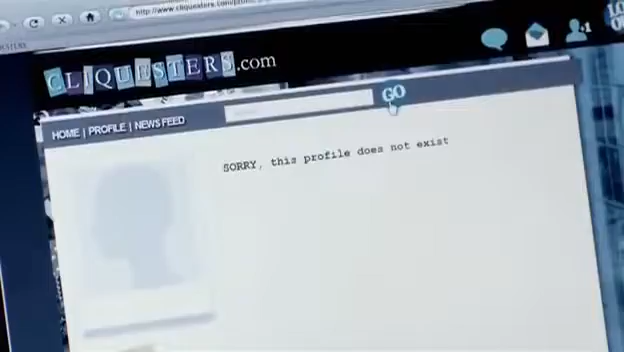 http://www.cliquesters.com/
CLIQUESTERS.com
GO
HOME | PROFILE | NEWS FEED
SORRY, this profile does not exist